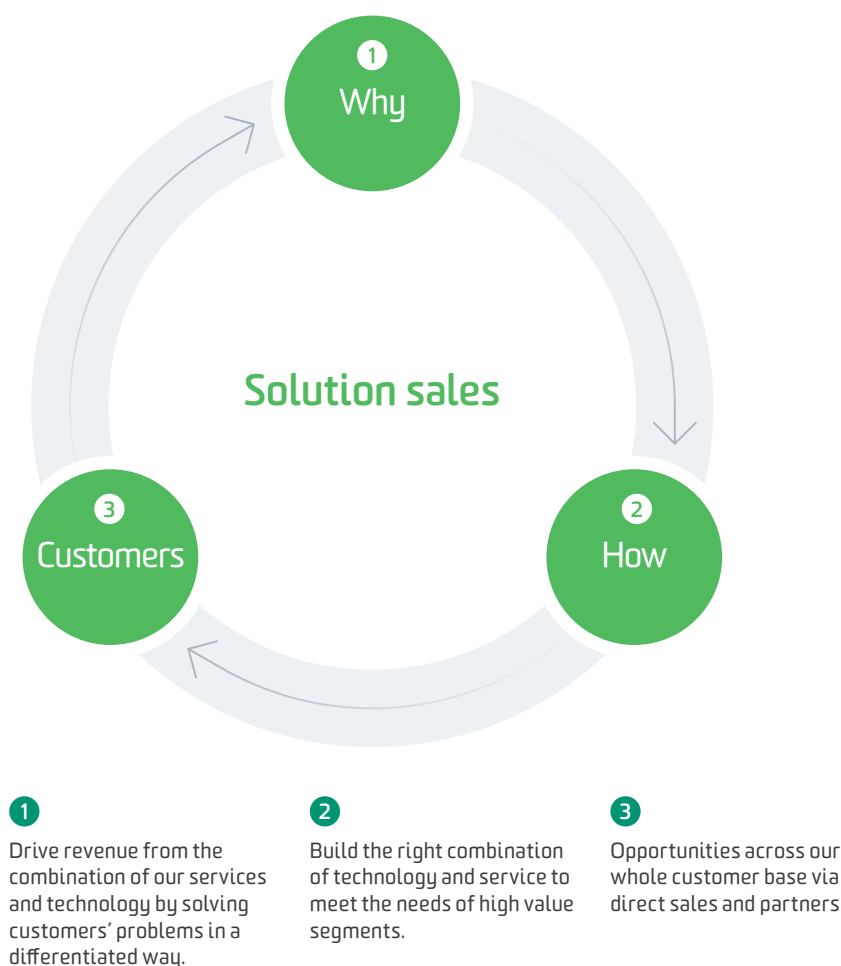 1
Why
Solution sales
3
Customers
2
How
1
Drive revenue from the
combination of our services
and technology by solving
customers’ problems in a
differentiated way.
2
Build the right combination
of technology and service to
meet the needs of high value
segments.
3
Opportunities across our
whole customer base via
direct sales and partners